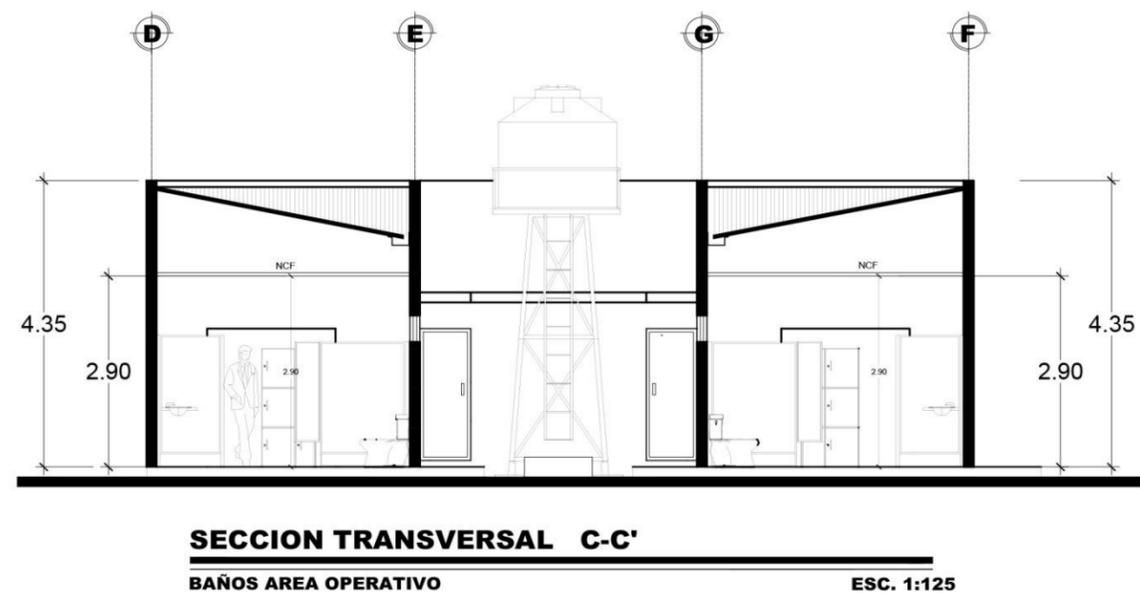 D E G F
NCF NCF
4.35 4.35
2.90 2.90 2.90 2.90
SECCION TRANSVERSAL C-C'
BAÑOS AREA OPERATIVO ESC. 1:125